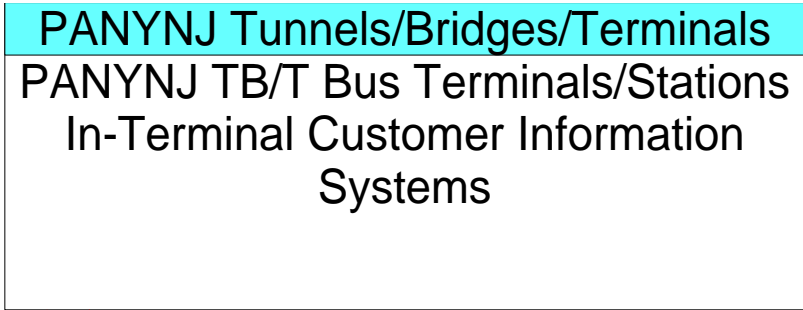 PANYNJ Tunnels/Bridges/Terminals
PANYNJ TB/T Bus Terminals/Stations
In-Terminal Customer Information
Systems